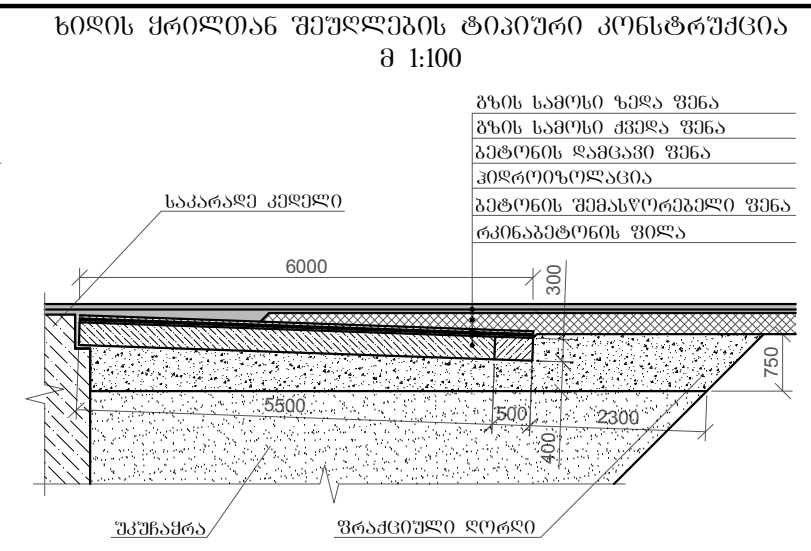 ხიდის ყრილთან შეუღლების ტიპიური კონსტრუქცია
მ 1:100
გზის სამოსი ზედა ფენა
გზის სამოსი ქვედა ფენა
ბეტონის დამცავი ფენა
ჰიდროიზოლაცია
ბეტონის შემასწორებელი ფენა
რკინაბეტონის ფილა
საკარადე კედელი
6000
300
750
5500
500
2300
400
უკუჩაყრა
ფრაქციული ღორღი